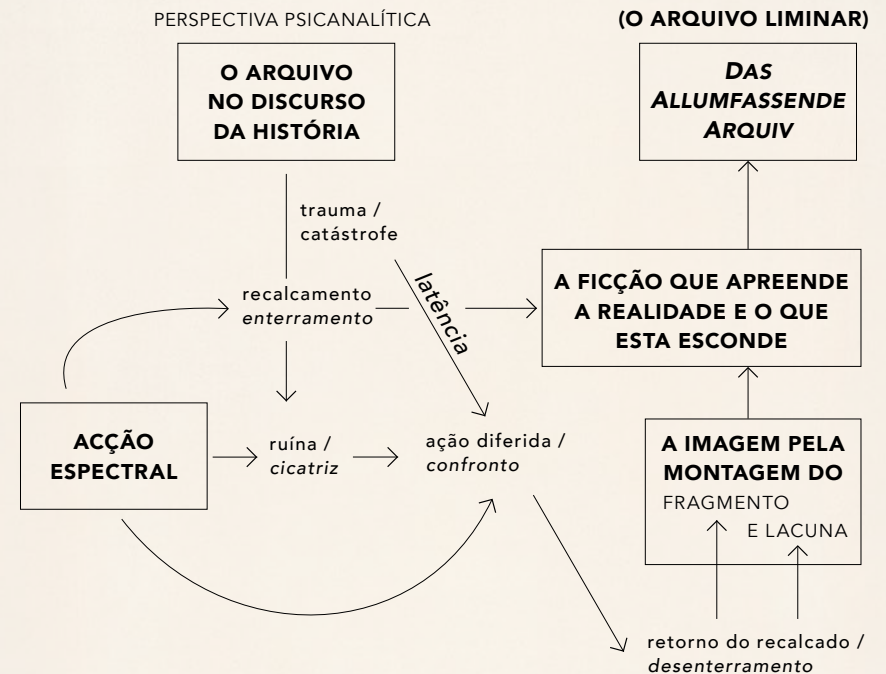 PERSPECTIVA PSICANALÍTICA
O ARQUIVO
NO DISCURSO
DA HISTÓRIA
(O ARQUIVO LIMINAR)
DAS
ALLUMFASSENDE
ARQUIV
trauma /
catástrofe
latência
recalcamento
enterramento
A FICÇÃO QUE APREENDE
A REALIDADE E O QUE
ESTA ESCONDE
ACÇÃO
ESPECTRAL
ruína /
cicatriz
ação diferida /
confronto
A IMAGEM PELA
MONTAGEM DO
FRAGMENTO
E LACUNA
retorno do recalcado /
desenterramento